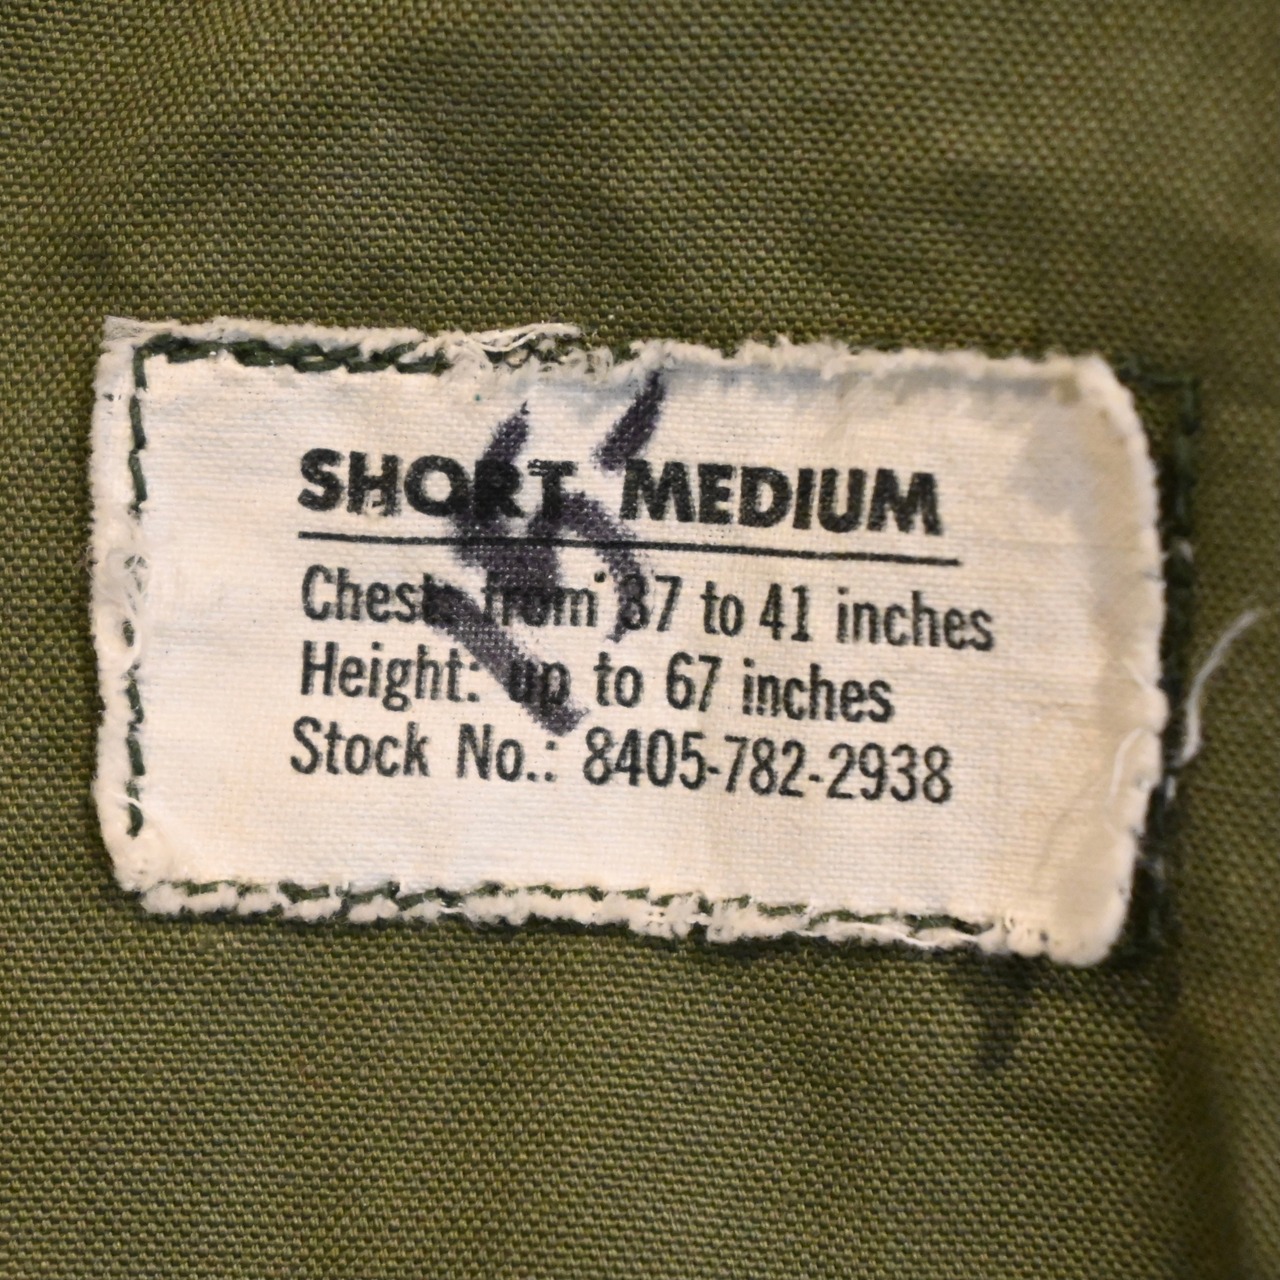 SHORT MEDIUM
Chest: from 37 to 41 inches
Height: up to 67 inches
Stock No.: 8405-782-2938